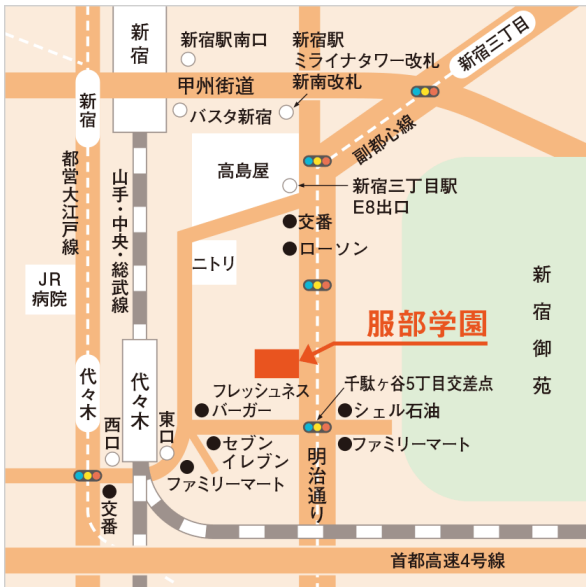 新宿
新宿駅南口
新宿駅
ミライナタワー改札
新南改札
新宿三丁目
甲州街道
バスタ新宿
新宿
副都心線
高島屋
新宿三丁目駅
E8出口
都営大江戸線
山手・中央・総武線
交番
ローソン
ニトリ
JR
病院
新宿御苑
服部学園
代々木
代々木
フレッシュネス
バーガー
千駄ヶ谷5丁目交差点
シェル石油
西口
東口
セブン
イレブン
ファミリーマート
ファミリーマート
明治通り
交番
首都高速4号線